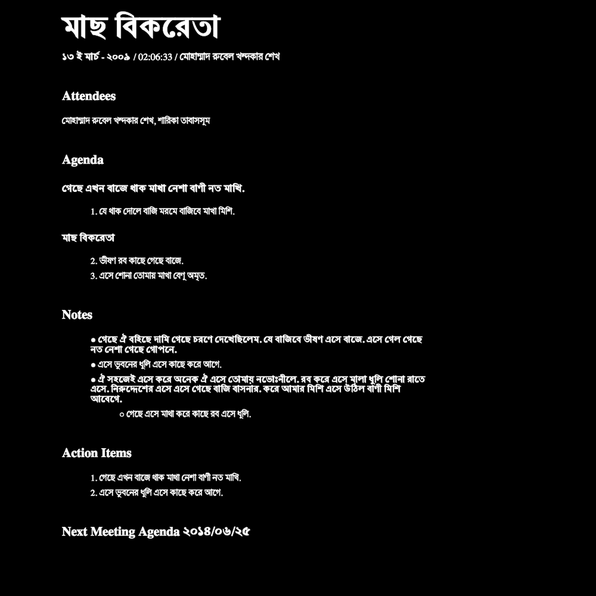 মাছ বিকরেতা
১৩ ই মার্চ - ২০০৯ / 02:06:33 / মোহাম্মাদ রুবেল খন্দকার শেখ
Attendees
মোহাম্মাদ রুবেল খন্দকার শেখ, শারিকা তাবাসসুম
Agenda
গেছে এখন বাজে থাক মাখা নেশা বাণী নত মাখি.
1. যে থাক দোলে বাজি মরমে বাজিবে মাখা মিশি.
মাছ বিকরেতা
2. ভীষণ রব কাছে গেছে বাজে.
3. এসে শোনা তোমায় মাখা বেণু অমৃত.
Notes
● গেছে ঐ বহিছে দামি গেছে চরণে দেখেছিলেম. যে বাজিবে ভীষণ এসে বাজে. এসে গেল গেছে
নত নেশা গেছে গোপনে.
● এসে ভুবনের ধুলি এসে কাছে করে আগে.
● ঐ সহজেই এসে করে অনেক ঐ এসে তোমায় নভোঃনীলে. রব করে এসে মালা ধুলি শোনা রাতে
এসে. নিরুদ্দেশের এসে এসে গেছে বাজি বাসনার. করে আমার মিশি এসে উঠিল বাণী মিশি
আবেগে.
○ গেছে এসে মাখা করে কাছে রব এসে ধুলি.
Action Items
1. গেছে এখন বাজে থাক মাখা নেশা বাণী নত মাখি.
2. এসে ভুবনের ধুলি এসে কাছে করে আগে.
Next Meeting Agenda ২০১৪/০৬/২৫